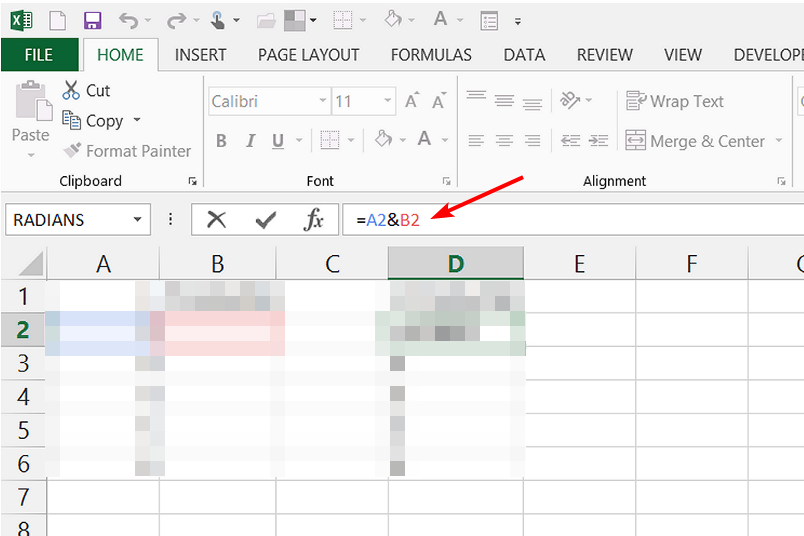 FILE HOME INSERT PAGE LAYOUT FORMULAS DATA REVIEW VIEW DEVELOPE
Paste
Cut
Copy
Format Painter
Clipboard
Calibri 11
B I U A
Font
Wrap Text
Merge & Center
Alignment
RADIANS fx =A2&B2
A B C D E F
1
2
3
4
5
6
7
8